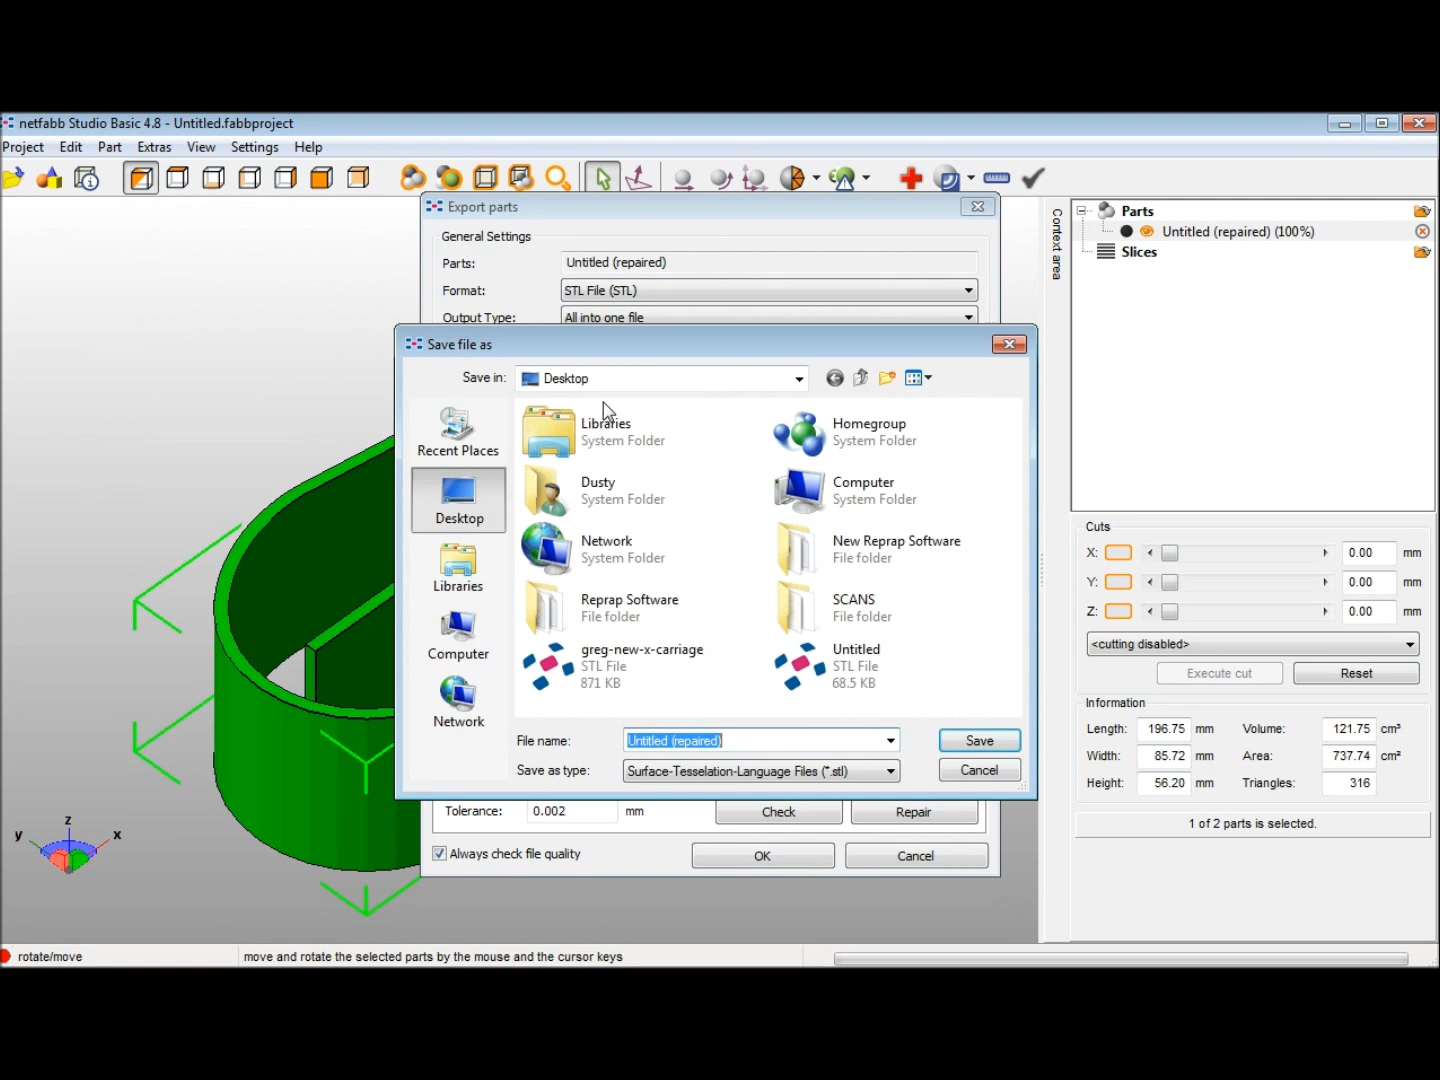 netfabb Studio Basic 4.8 - Untitled.fabbproject
Project Edit Part Extras View Settings Help
Export parts
General Settings
Parts: Untitled (repaired)
Format: STL File (STL)
Output Type: All into one file
Save file as
Save in: Desktop
Recent Places
Desktop
Libraries
Computer
Network
Libraries
System Folder
Homegroup
System Folder
Dusty
System Folder
Computer
System Folder
Network
System Folder
New Reprap Software
File folder
Reprap Software
File folder
SCANS
File folder
greg-new-x-carriage
STL File
871 KB
Untitled
STL File
68.5 KB
File name: Untitled (repaired)
Save
Save as type: Surface-Tesselation-Language Files (*.stl)
Cancel
Tolerance: 0.002 mm Check Repair
Always check file quality OK Cancel
Context area
Parts
Untitled (repaired) (100%)
Slices
Cuts
X: 0.00 mm
Y: 0.00 mm
Z: 0.00 mm
<cutting disabled>
Execute cut Reset
Information
Length: 196.75 mm Volume: 121.75 cm³
Width: 85.72 mm Area: 737.74 cm²
Height: 56.20 mm Triangles: 316
1 of 2 parts is selected.
z
y x
rotate/move move and rotate the selected parts by the mouse and the cursor keys